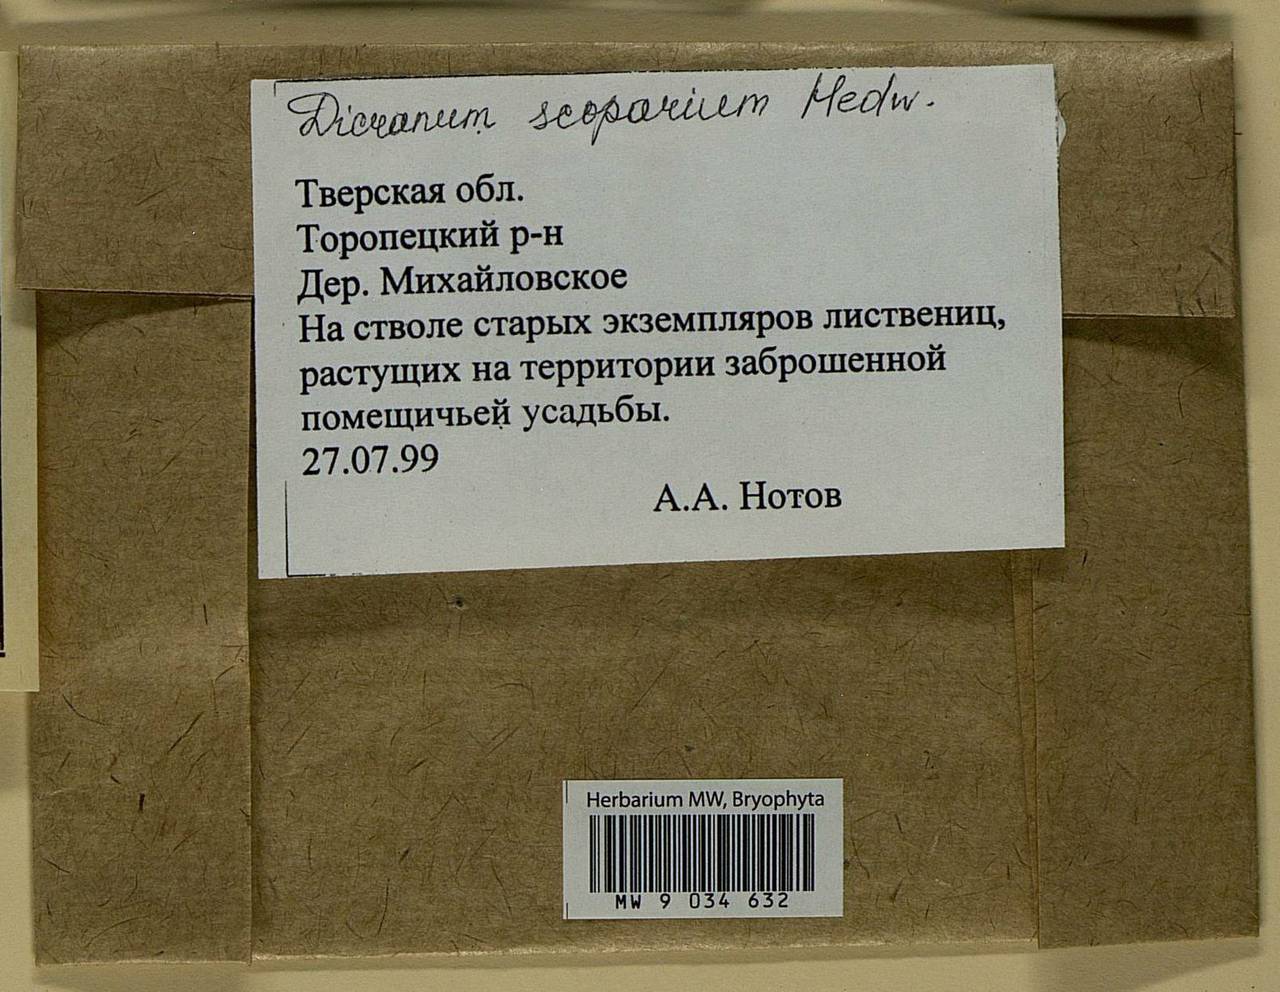 Dicranum scoparium Hedw.
Тверская обл.
Торопецкий р-н
Дер. Михайловское
На стволе старых экземпляров лиственниц,
растущих на территории заброшенной
помещичьей усадьбы.
27.07.99
А.А. Нотов
Herbarium MW, Bryophyta
MW 9 034 632